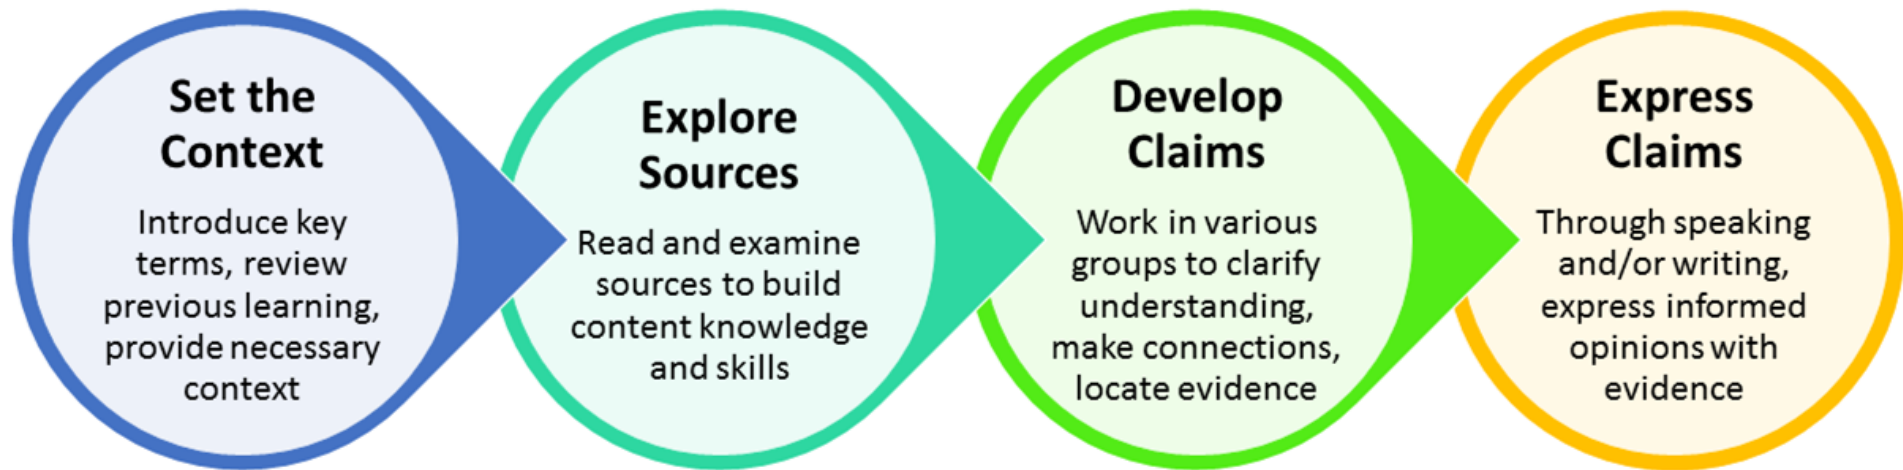 Set the
Context
Introduce key
terms, review
previous learning,
provide necessary
context
Explore
Sources
Read and examine
sources to build
content knowledge
and skills
Develop
Claims
Work in various
groups to clarify
understanding,
make connections,
locate evidence
Express
Claims
Through speaking
and/or writing,
express informed
opinions with
evidence